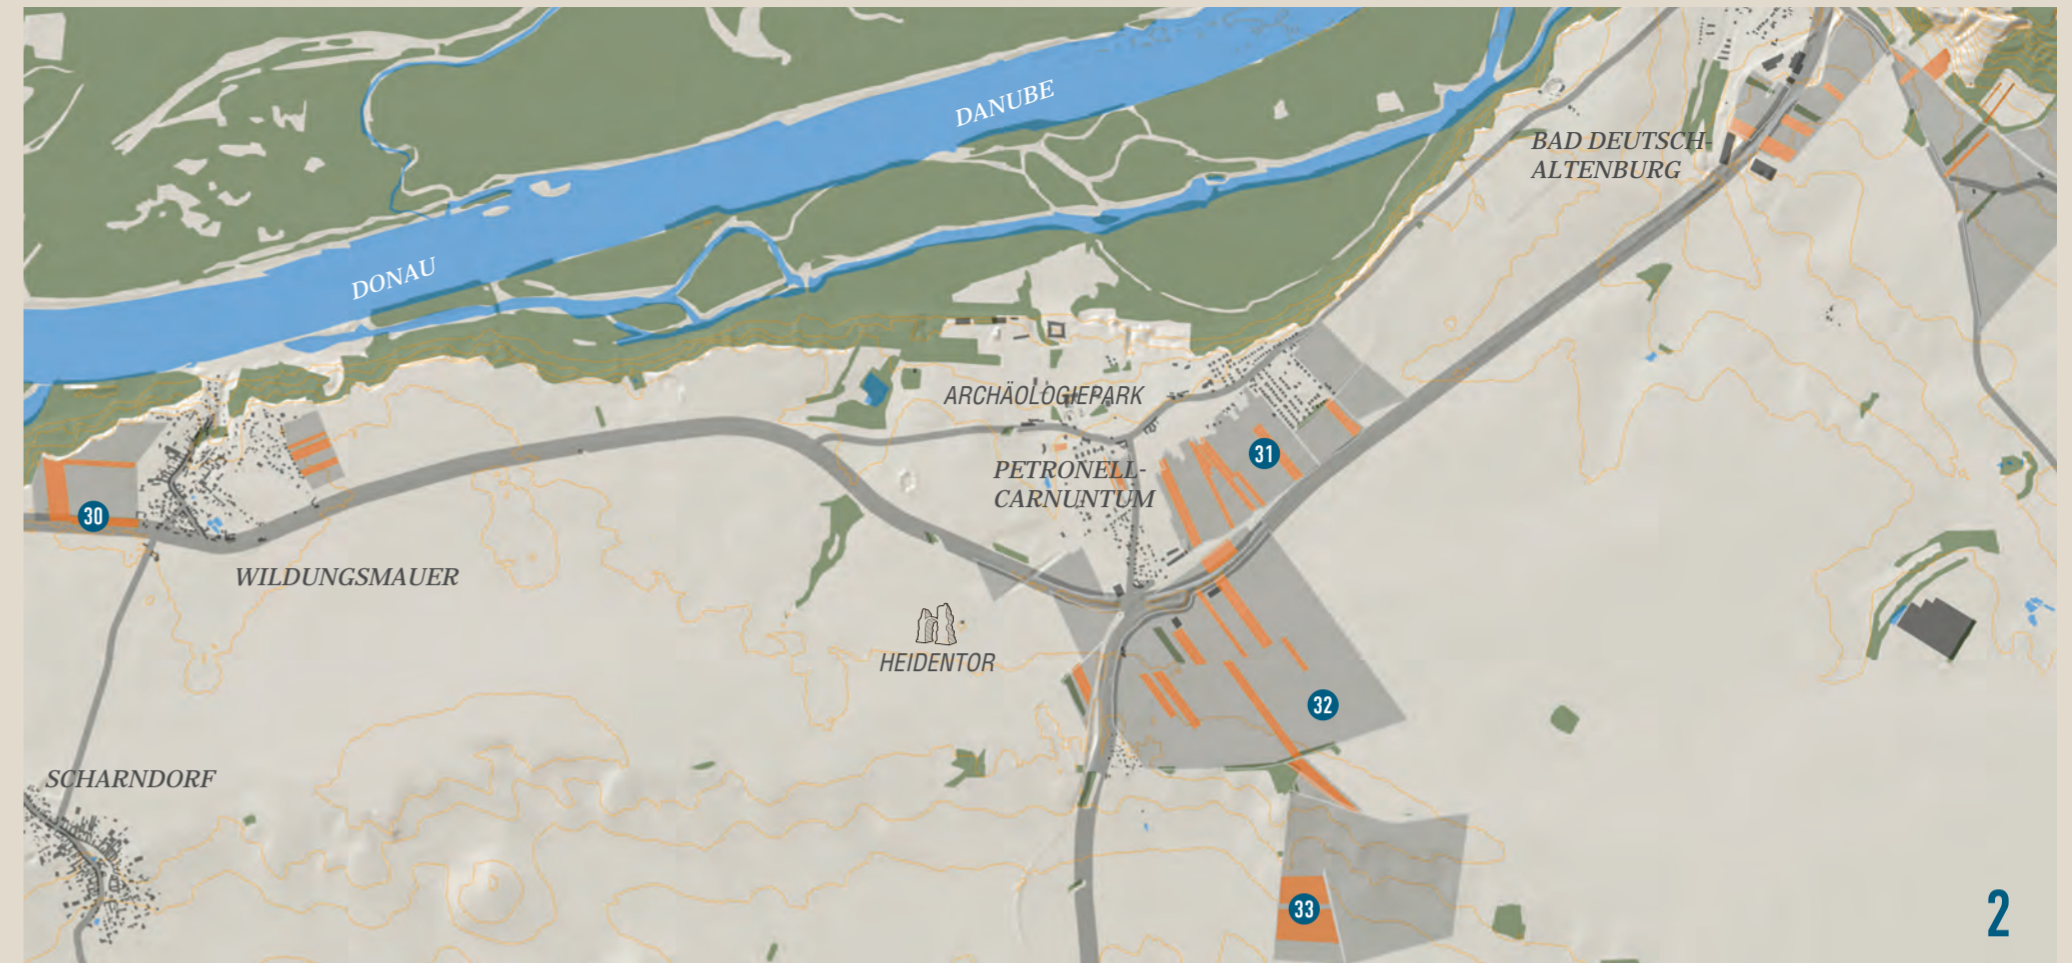 DANUBE
BAD DEUTSCH-
ALTENBURG
DONAU
ARCHÄOLOGIEPARK
31
PETRONELL-
CARNUNTUM
30
WILDUNGSMAUER
HEIDENTOR
32
SCHARNDORF
33
2